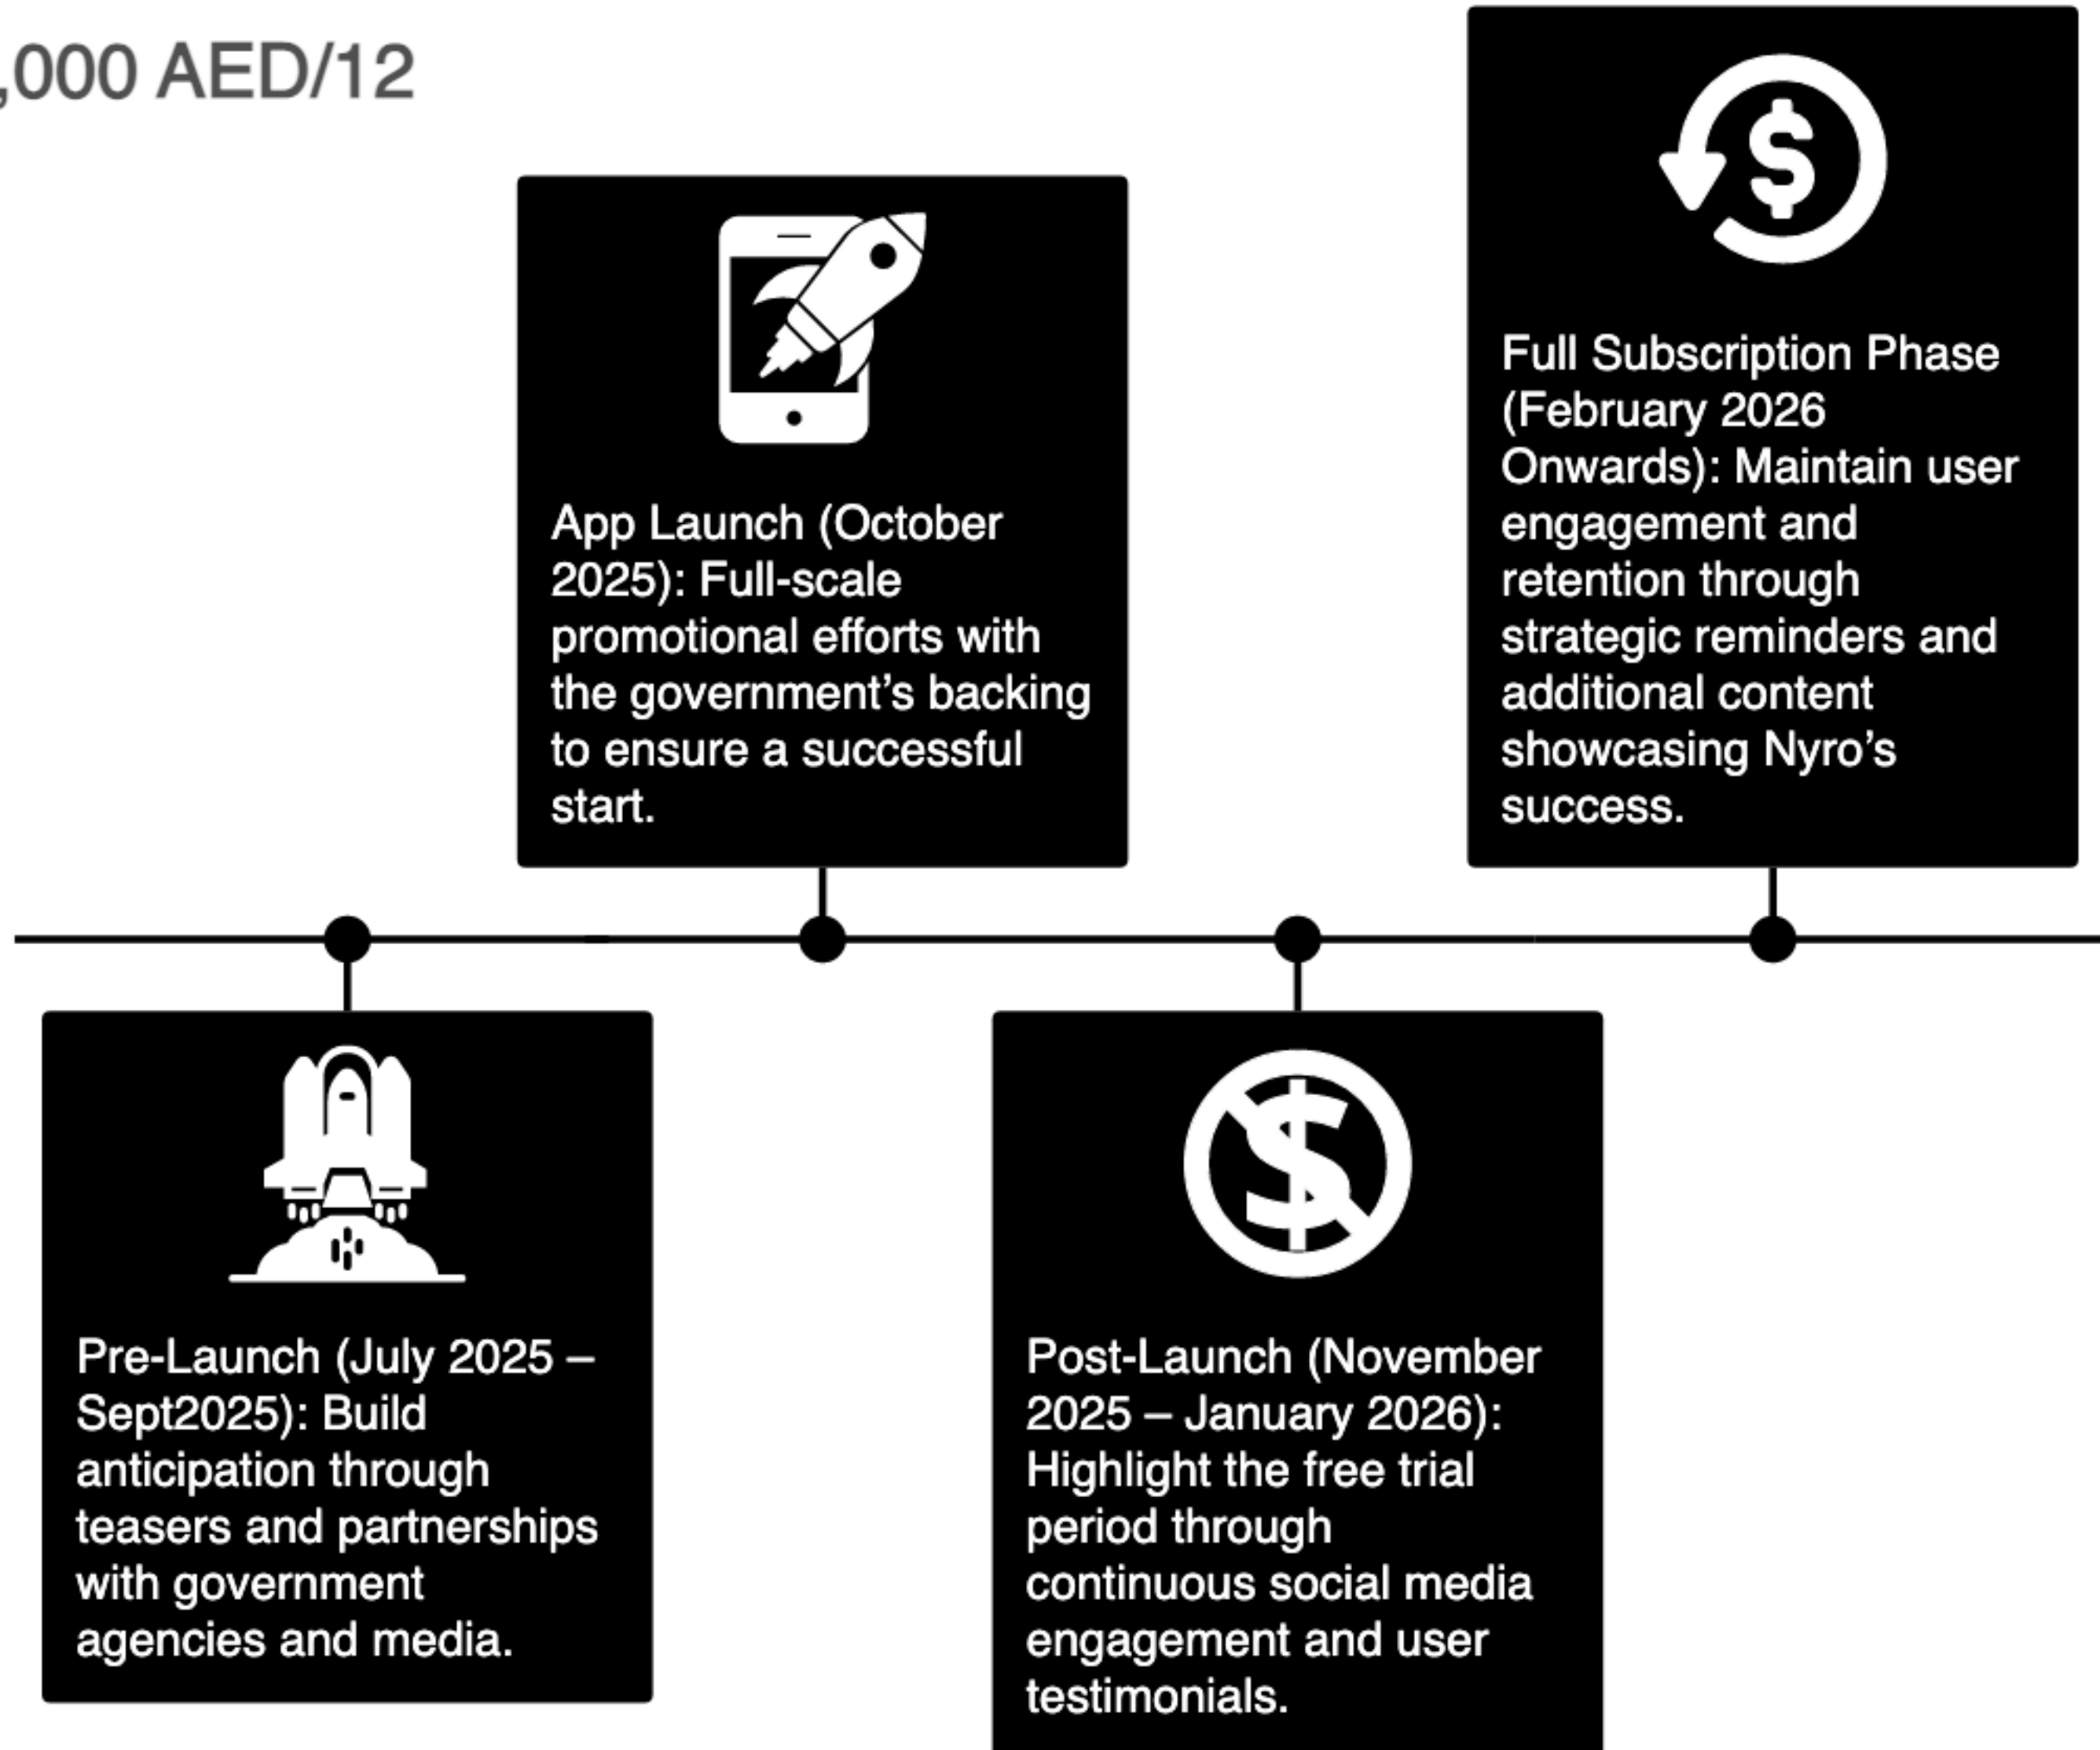 ,000 AED/12
Full Subscription Phase
(February 2026
Onwards): Maintain user
engagement and
retention through
strategic reminders and
additional content
showcasing Nyro’s
success.
App Launch (October
2025): Full-scale
promotional efforts with
the government’s backing
to ensure a successful
start.
Pre-Launch (July 2025 –
Sept2025): Build
anticipation through
teasers and partnerships
with government
agencies and media.
Post-Launch (November
2025 – January 2026):
Highlight the free trial
period through
continuous social media
engagement and user
testimonials.